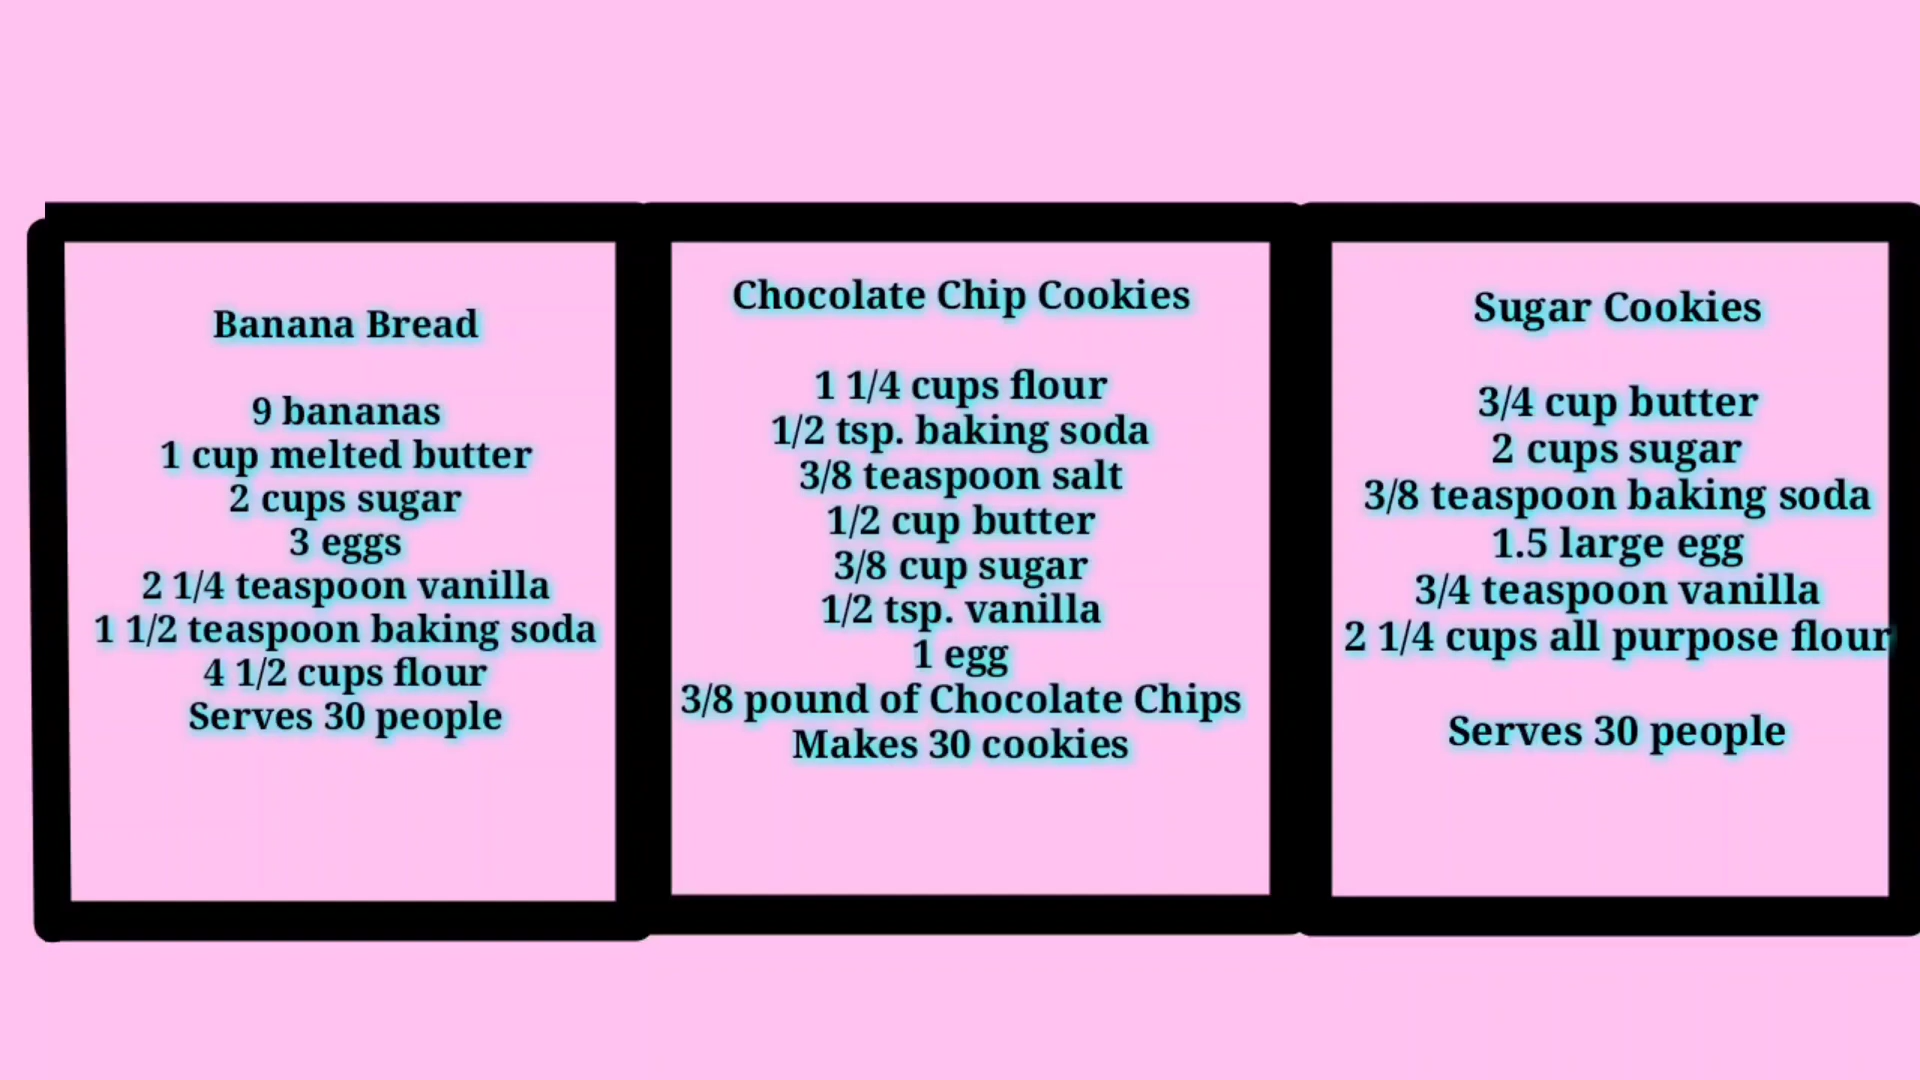 Banana Bread
9 bananas
1 cup melted butter
2 cups sugar
3 eggs
2 1/4 teaspoon vanilla
1 1/2 teaspoon baking soda
4 1/2 cups flour
Serves 30 people
Chocolate Chip Cookies
1 1/4 cups flour
1/2 tsp. baking soda
3/8 teaspoon salt
1/2 cup butter
3/8 cup sugar
1/2 tsp. vanilla
1 egg
3/8 pound of Chocolate Chips
Makes 30 cookies
Sugar Cookies
3/4 cup butter
2 cups sugar
3/8 teaspoon baking soda
1.5 large egg
3/4 teaspoon vanilla
2 1/4 cups all purpose flour
Serves 30 people